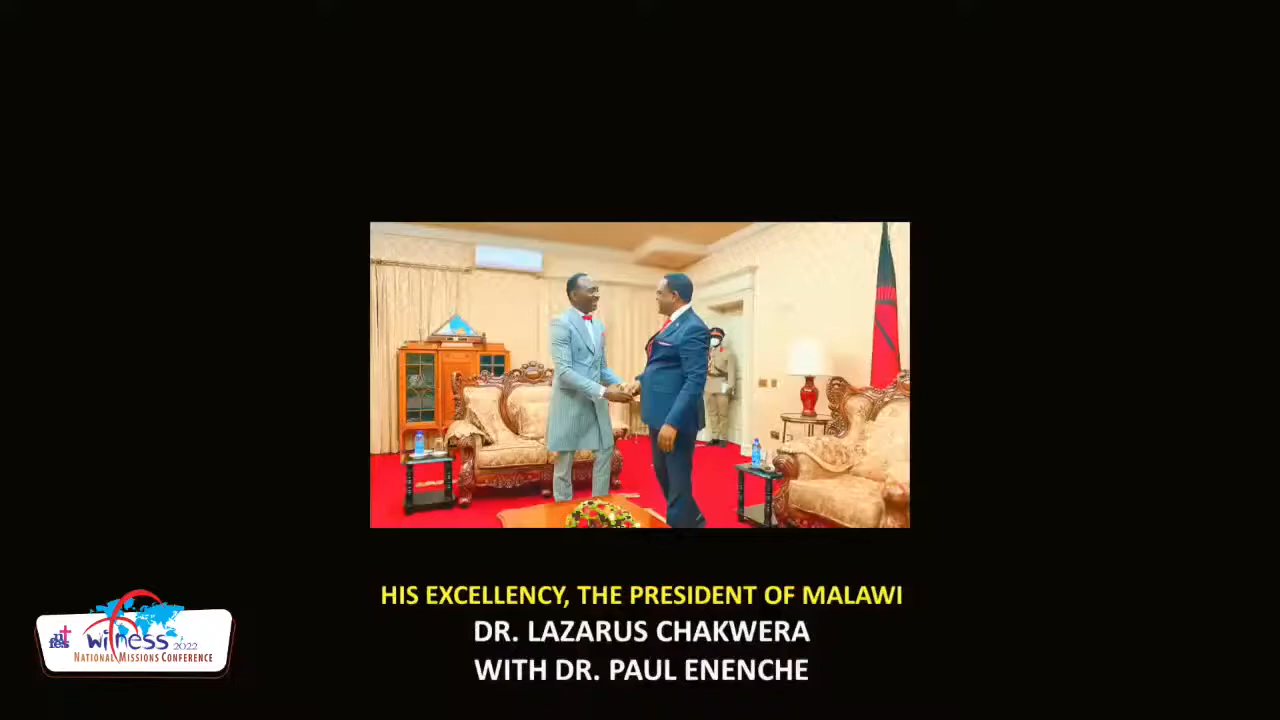 HIS EXCELLENCY, THE PRESIDENT OF MALAWI
DR. LAZARUS CHAKWERA
WITH DR. PAUL ENENCHE
witness 2022
NATIONAL MISSIONS CONFERENCE